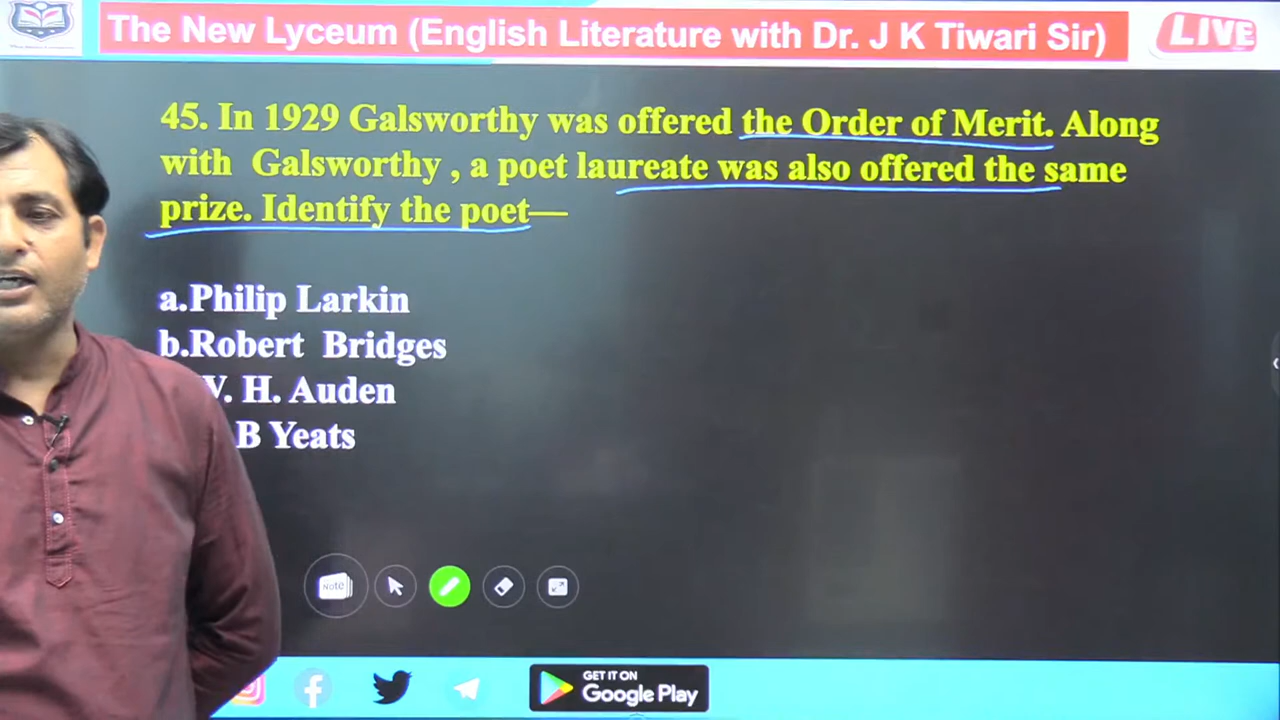 The New Lyceum (English Literature with Dr. J K Tiwari Sir)
LIVE
45. In 1929 Galsworthy was offered the Order of Merit. Along
with Galsworthy , a poet laureate was also offered the same
prize. Identify the poet—
a.Philip Larkin
b.Robert Bridges
H. Auden
B Yeats
Note
GET IT ON
Google Play